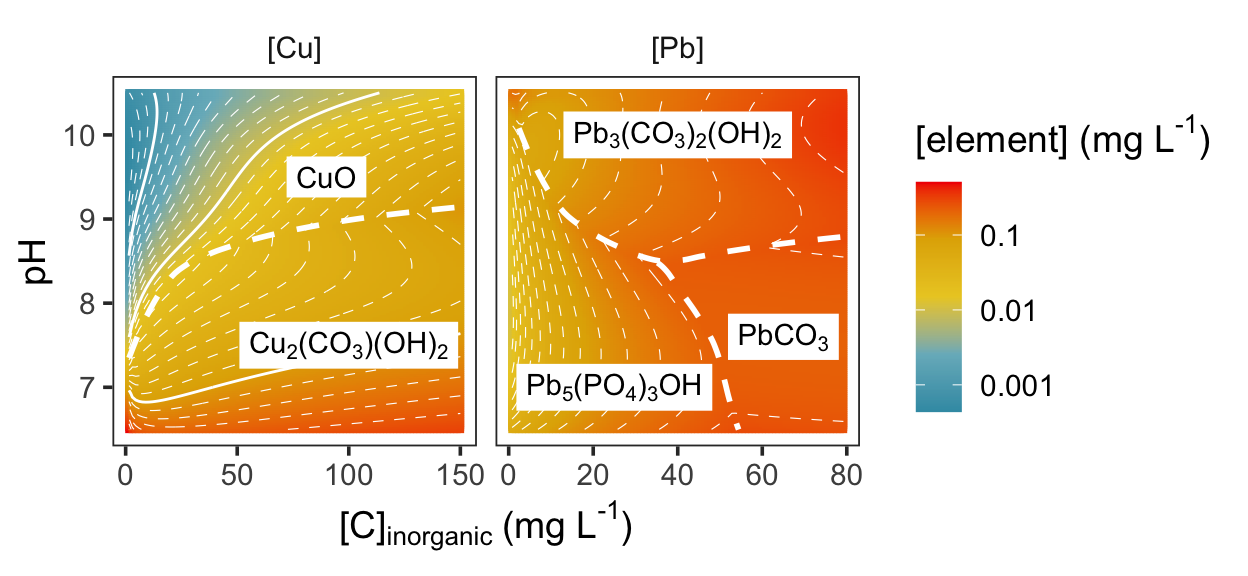 [Cu]
[Pb]
pH
10
9
8
7
CuO
Cu₂(CO₃)(OH)₂
Pb₃(CO₃)₂(OH)₂
PbCO₃
Pb₅(PO₄)₃OH
0 50 100 150
0 20 40 60 80
[C]inorganic (mg L⁻¹)
[element] (mg L⁻¹)
0.1
0.01
0.001